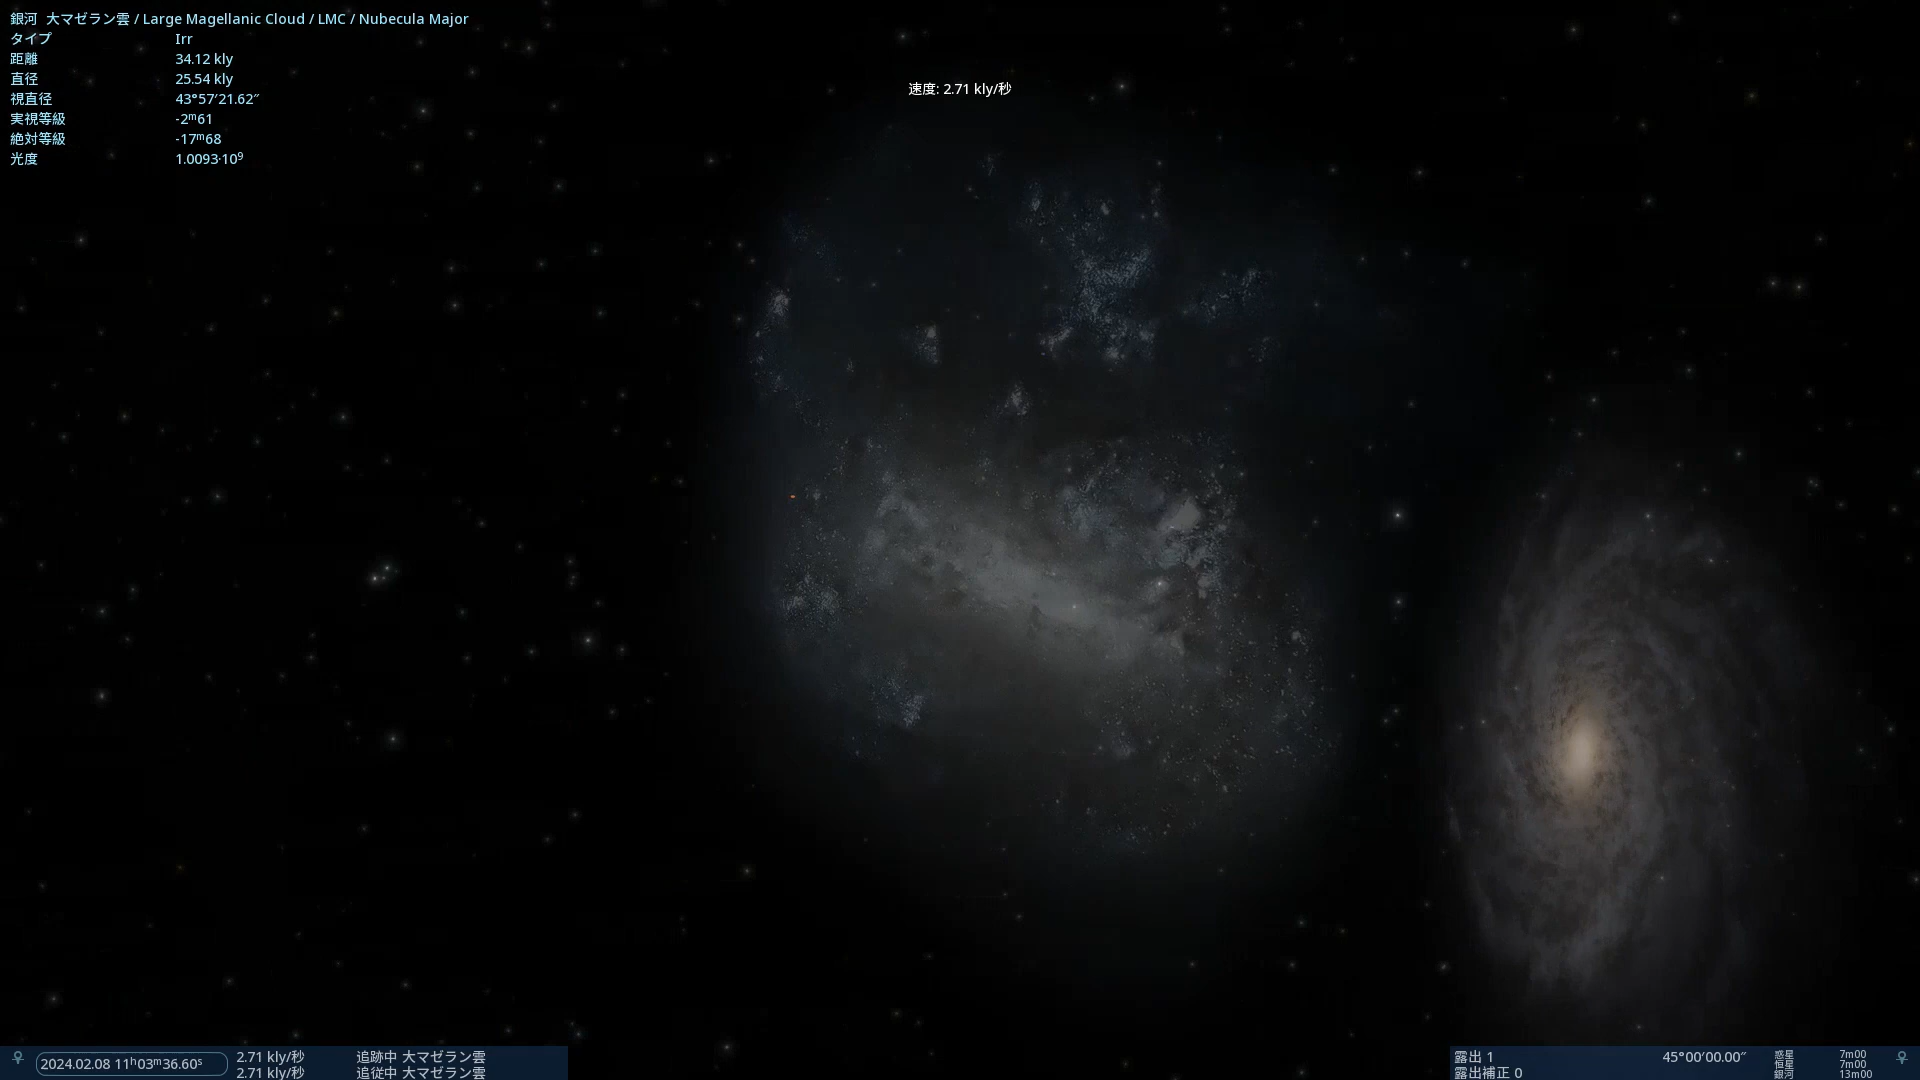 銀河 大マゼラン雲 / Large Magellanic Cloud / LMC / Nubecula Major
タイプ Irr
距離 34.12 kly
直径 25.54 kly
視直径 43°57′21.62″
実視等級 -2ᵐ61
絶対等級 -17ᵐ68
光度 1.0093·10⁹
速度: 2.71 kly/秒
2024.02.08 11ʰ03ᵐ36.60ˢ
2.71 kly/秒 追跡中 大マゼラン雲
2.71 kly/秒 追従中 大マゼラン雲
露出 1 45°00′00.00″
露出補正 0
惑星 7m00
恒星 7m00
銀河 13m00